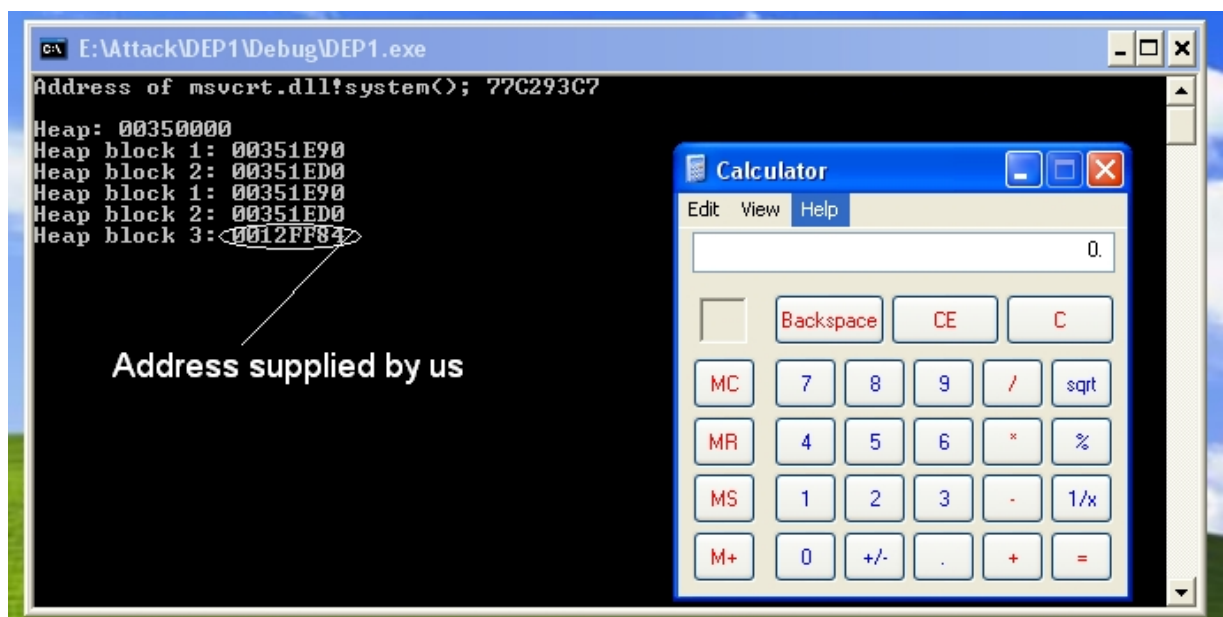 E:\Attack\DEP1\Debug\DEP1.exe
Address of msvcrt.dll!system(); 77C293C7
Heap: 00350000
Heap block 1: 00351E90
Heap block 2: 00351ED0
Heap block 1: 00351E90
Heap block 2: 00351ED0
Heap block 3: 0012FF84
Address supplied by us
Calculator
Edit View Help
0.
Backspace CE C
MC 7 8 9 / sqrt
MR 4 5 6 * %
MS 1 2 3 - 1/x
M+ 0 +/- . + =